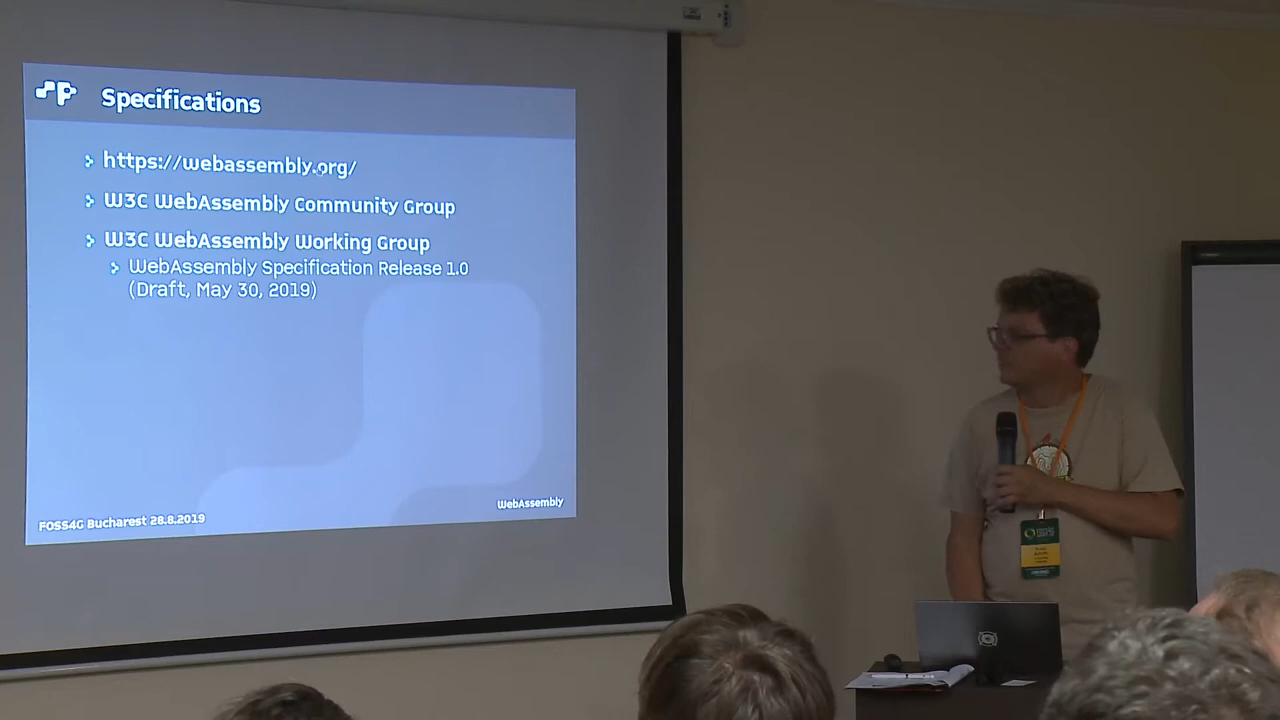 Specifications
https://webassembly.org/
W3C WebAssembly Community Group
W3C WebAssembly Working Group
WebAssembly Specification Release 1.0
(Draft, May 30, 2019)
WebAssembly
FOSS4G Bucharest 28.8.2019